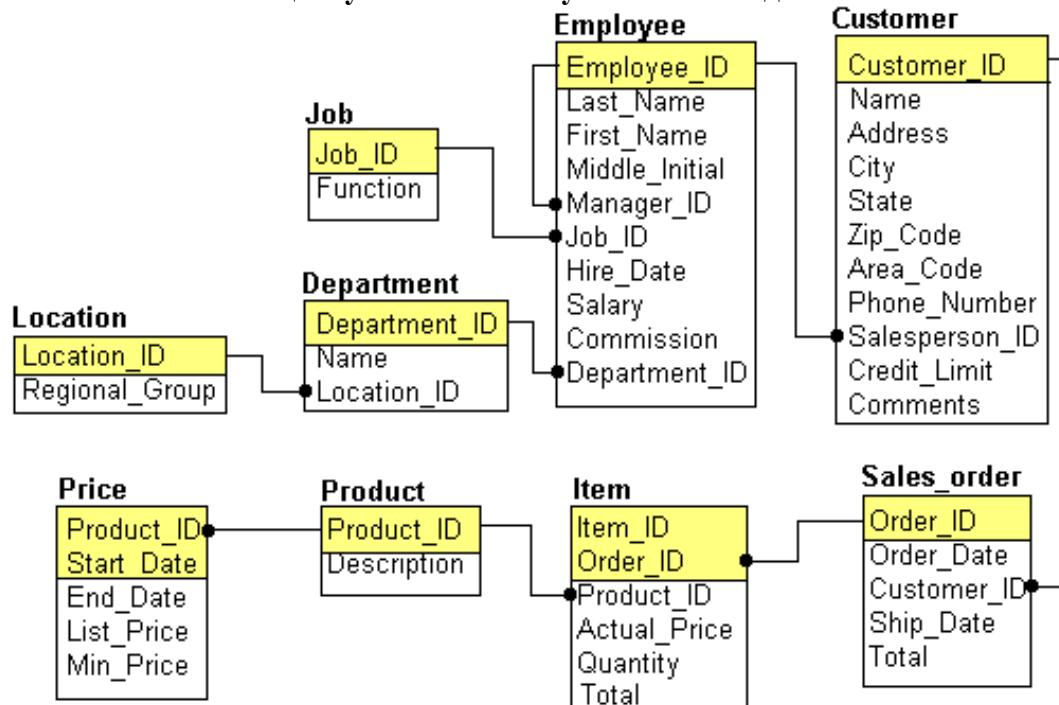 Employee
Employee_ID
Last_Name
First_Name
Middle_Initial
Manager_ID
Job_ID
Hire_Date
Salary
Commission
Department_ID
Customer
Customer_ID
Name
Address
City
State
Zip_Code
Area_Code
Phone_Number
Salesperson_ID
Credit_Limit
Comments
Job
Job_ID
Function
Department
Department_ID
Name
Location_ID
Location
Location_ID
Regional_Group
Price
Product_ID
Start_Date
End_Date
List_Price
Min_Price
Product
Product_ID
Description
Item
Item_ID
Order_ID
Product_ID
Actual_Price
Quantity
Total
Sales_order
Order_ID
Order_Date
Customer_ID
Ship_Date
Total